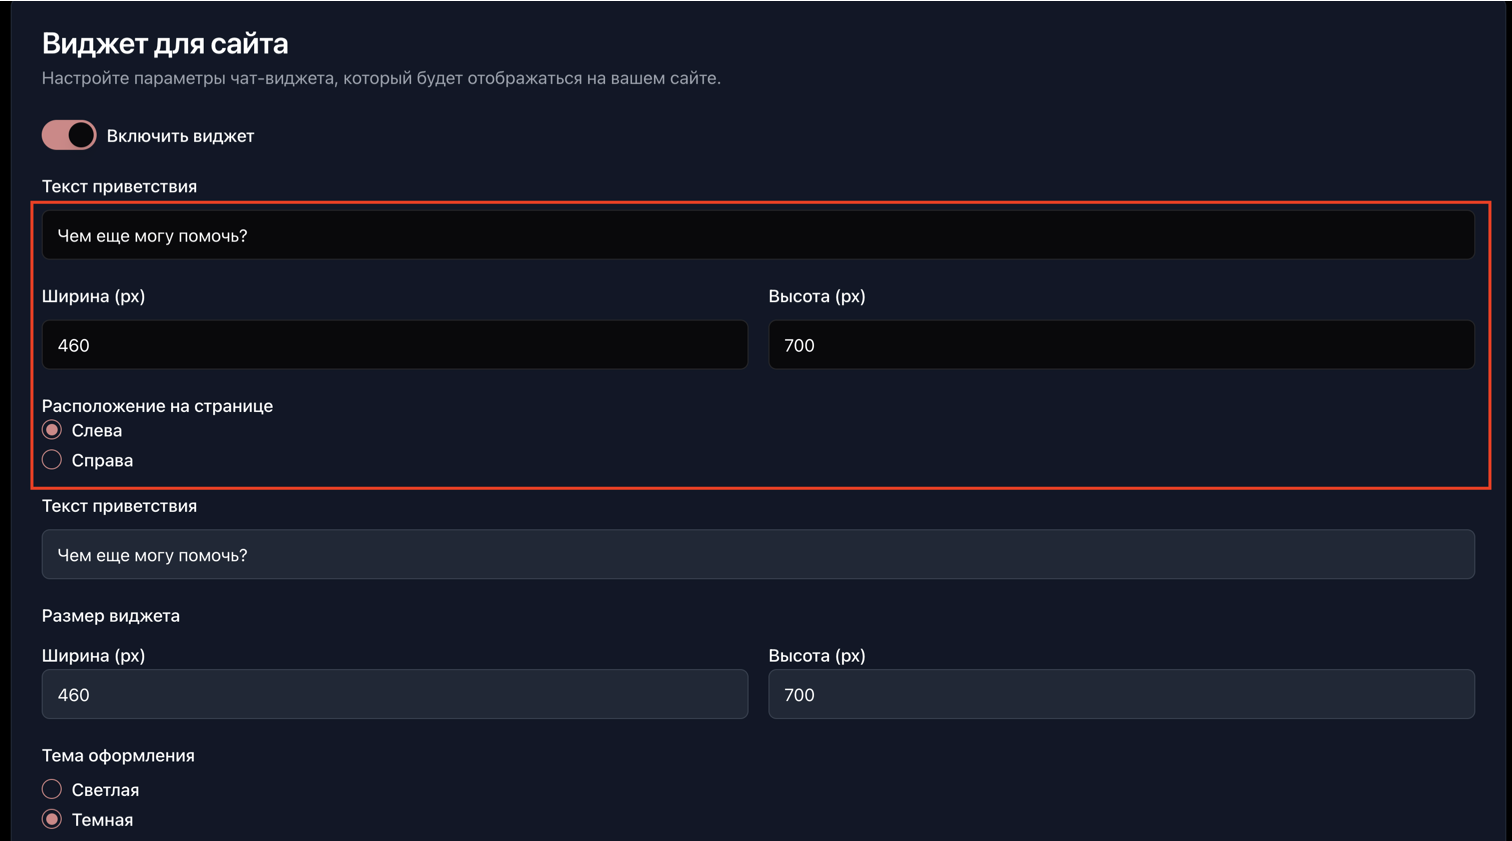 Виджет для сайта
Настройте параметры чат-виджета, который будет отображаться на вашем сайте.
Включить виджет
Текст приветствия
Чем еще могу помочь?
Ширина (px) Высота (px)
460 700
Расположение на странице
Слева
Справа
Текст приветствия
Чем еще могу помочь?
Размер виджета
Ширина (px) Высота (px)
460 700
Тема оформления
Светлая
Темная